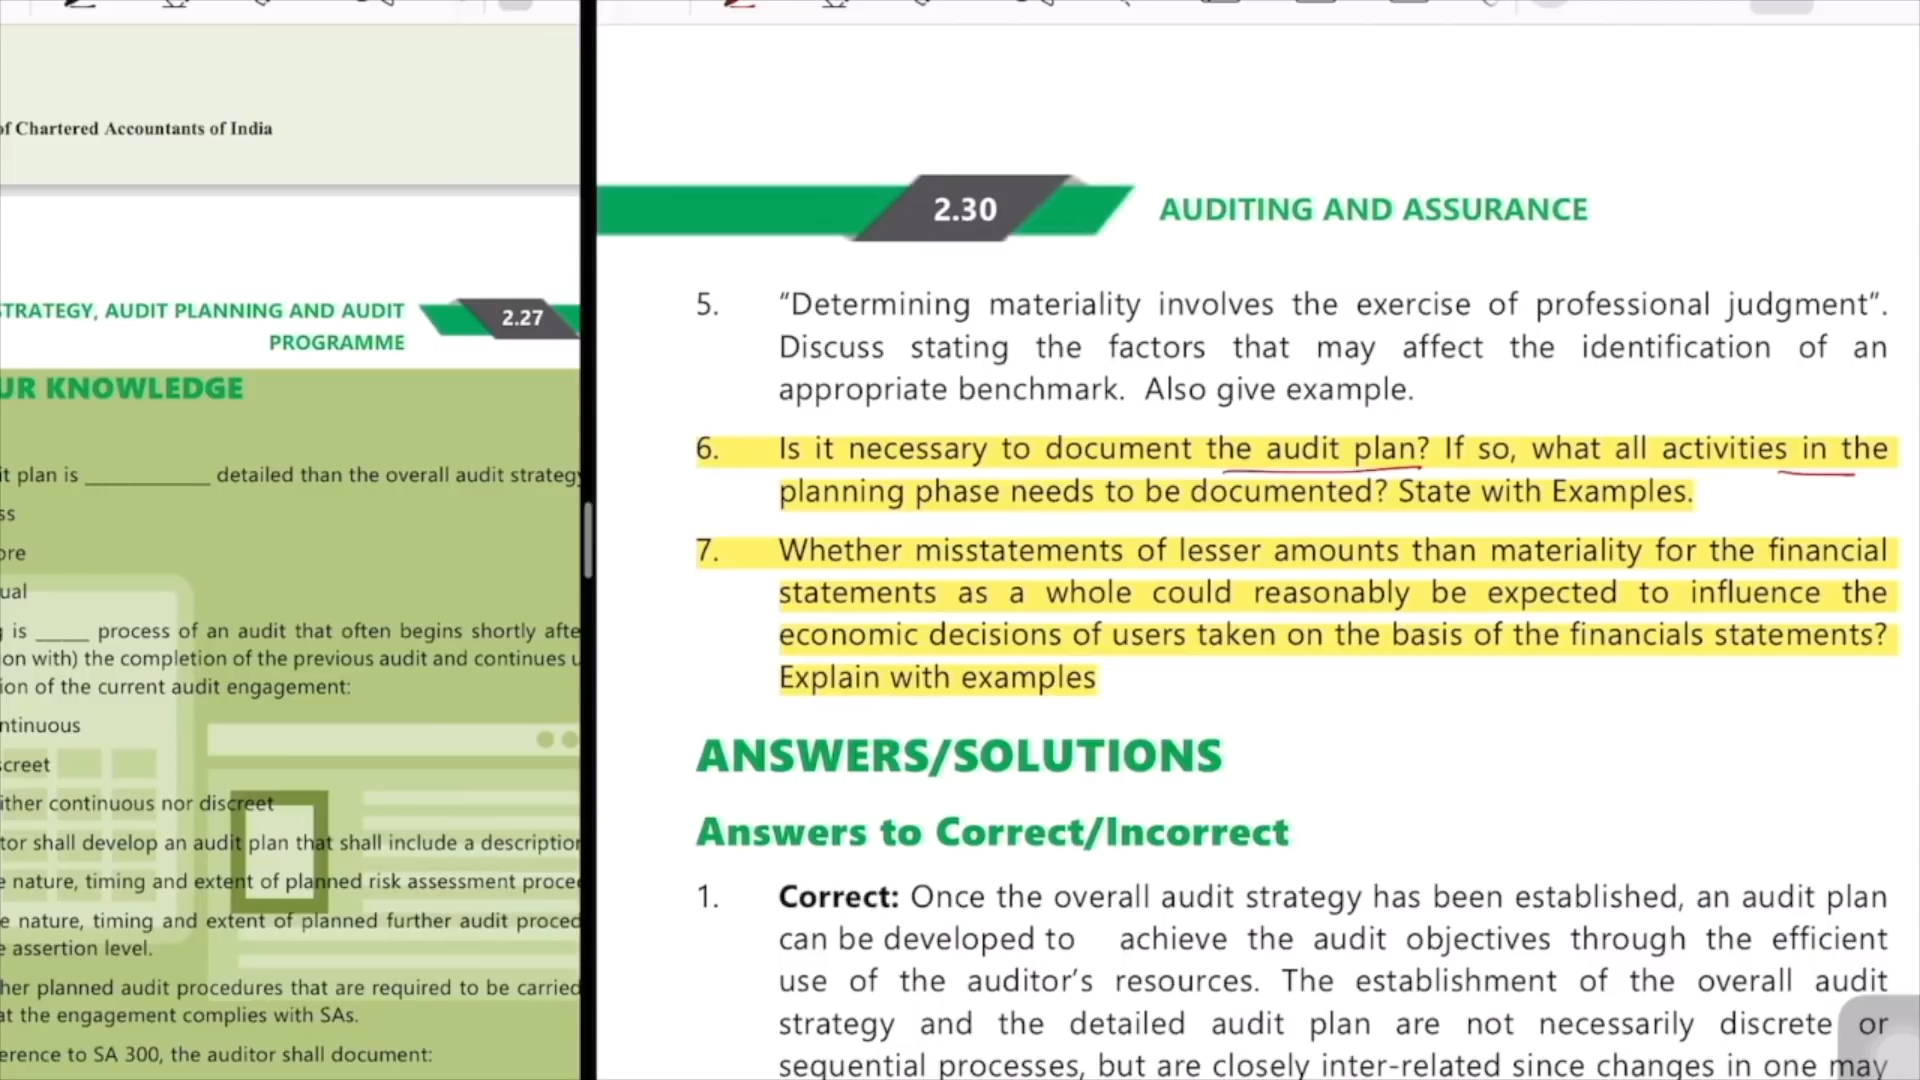 of Chartered Accountants of India
STRATEGY, AUDIT PLANNING AND AUDIT
PROGRAMME
2.27
UR KNOWLEDGE
it plan is ____________ detailed than the overall audit strategy
ss
ore
ual
g is _____ process of an audit that often begins shortly afte
on with) the completion of the previous audit and continues u
ion of the current audit engagement:
ntinuous
screet
ither continuous nor discreet
tor shall develop an audit plan that shall include a description
e nature, timing and extent of planned risk assessment proce
e nature, timing and extent of planned further audit proced
e assertion level.
her planned audit procedures that are required to be carried
at the engagement complies with SAs.
erence to SA 300, the auditor shall document:
2.30
AUDITING AND ASSURANCE
5. “Determining materiality involves the exercise of professional judgment”.
Discuss stating the factors that may affect the identification of an
appropriate benchmark. Also give example.
6. Is it necessary to document the audit plan? If so, what all activities in the
planning phase needs to be documented? State with Examples.
7. Whether misstatements of lesser amounts than materiality for the financial
statements as a whole could reasonably be expected to influence the
economic decisions of users taken on the basis of the financials statements?
Explain with examples
ANSWERS/SOLUTIONS
Answers to Correct/Incorrect
1. Correct: Once the overall audit strategy has been established, an audit plan
can be developed to achieve the audit objectives through the efficient
use of the auditor’s resources. The establishment of the overall audit
strategy and the detailed audit plan are not necessarily discrete or
sequential processes, but are closely inter-related since changes in one may